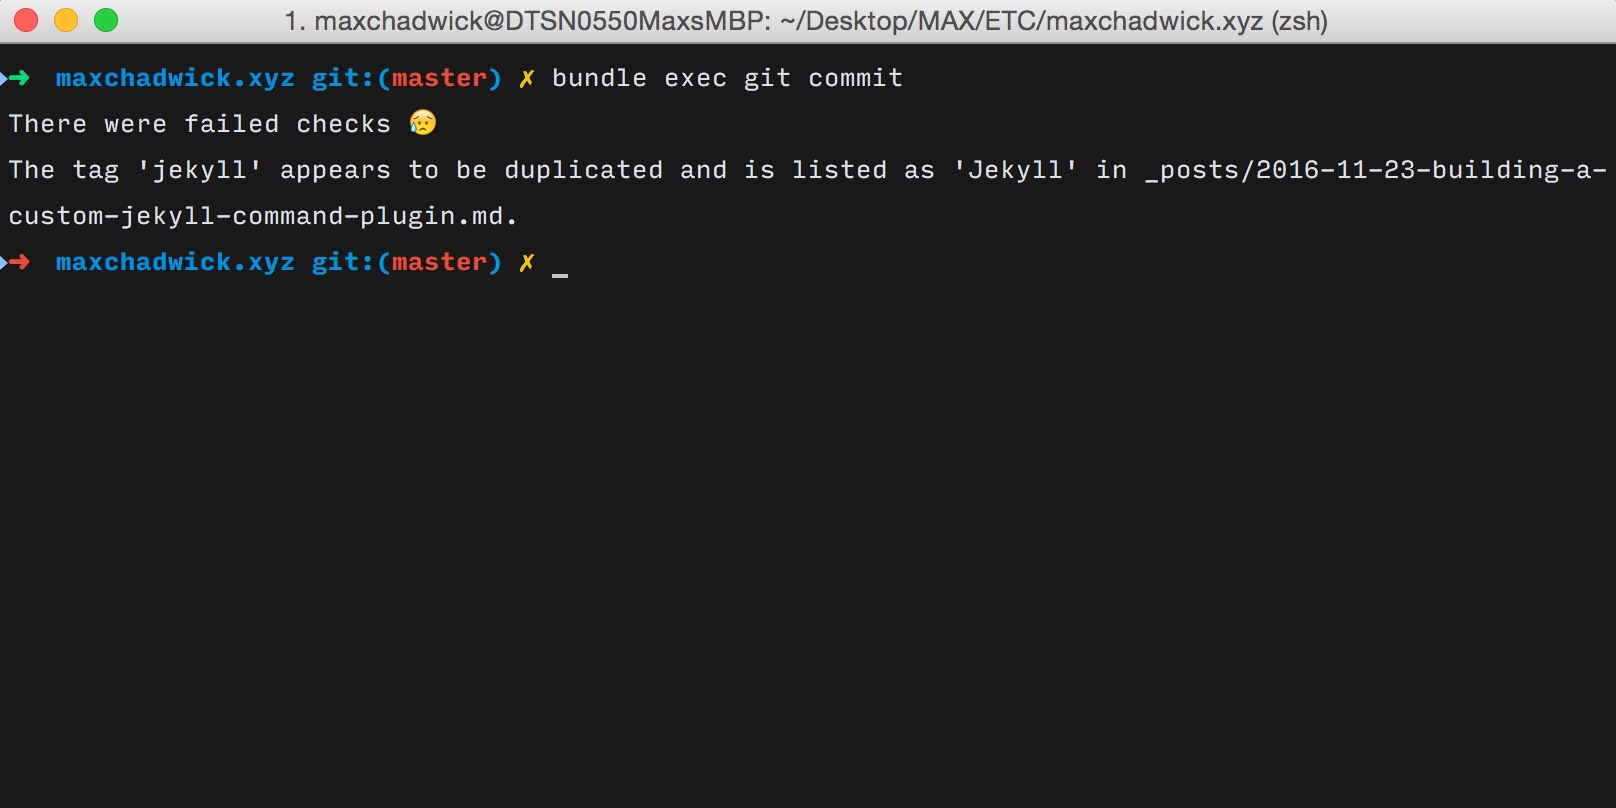 1. maxchadwick@DTSN0550MaxsMBP: ~/Desktop/MAX/ETC/maxchadwick.xyz (zsh)
➜ maxchadwick.xyz git:(master) ✗ bundle exec git commit
There were failed checks 😥
The tag 'jekyll' appears to be duplicated and is listed as 'Jekyll' in _posts/2016-11-23-building-a-
custom-jekyll-command-plugin.md.
➜ maxchadwick.xyz git:(master) ✗ _